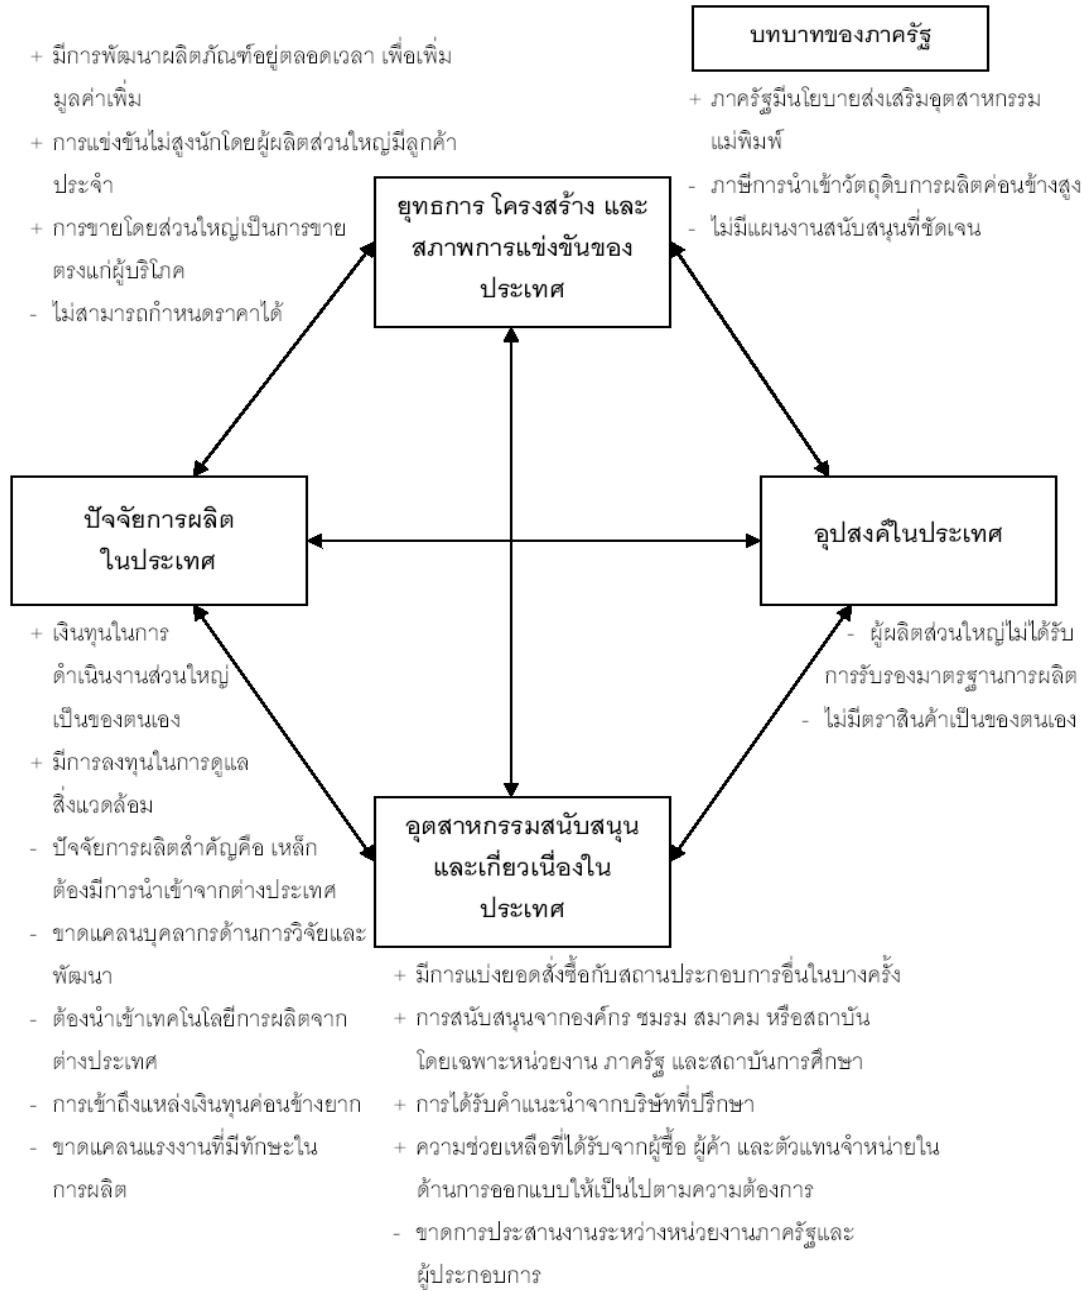 + มีการพัฒนาผลิตภัณฑ์อยู่ตลอดเวลา เพื่อเพิ่ม
มูลค่าเพิ่ม
+ การแข่งขันไม่สูงนักโดยผู้ผลิตส่วนใหญ่มีลูกค้า
ประจำ
+ การขายโดยส่วนใหญ่เป็นการขาย
ตรงแก่ผู้บริโภค
- ไม่สามารถกำหนดราคาได้
บทบาทของภาครัฐ
+ ภาครัฐมีนโยบายส่งเสริมอุตสาหกรรม
แม่พิมพ์
- ภาษีการนำเข้าวัตถุดิบการผลิตค่อนข้างสูง
- ไม่มีแผนงานสนับสนุนที่ชัดเจน
ยุทธการ โครงสร้าง และ
สภาพการแข่งขันของ
ประเทศ
ปัจจัยการผลิต
ในประเทศ
อุปสงค์ในประเทศ
+ เงินทุนในการ
ดำเนินงานส่วนใหญ่
เป็นของตนเอง
+ มีการลงทุนในการดูแล
สิ่งแวดล้อม
- ปัจจัยการผลิตสำคัญคือ เหล็ก
ต้องมีการนำเข้าจากต่างประเทศ
- ขาดแคลนบุคลากรด้านการวิจัยและ
พัฒนา
- ต้องนำเข้าเทคโนโลยีการผลิตจาก
ต่างประเทศ
- การเข้าถึงแหล่งเงินทุนค่อนข้างยาก
- ขาดแคลนแรงงานที่มีทักษะใน
การผลิต
- ผู้ผลิตส่วนใหญ่ไม่ได้รับ
การรับรองมาตรฐานการผลิต
- ไม่มีตราสินค้าเป็นของตนเอง
อุตสาหกรรมสนับสนุน
และเกี่ยวเนื่องใน
ประเทศ
+ มีการแบ่งยอดสั่งซื้อกับสถานประกอบการอื่นในบางครั้ง
+ การสนับสนุนจากองค์กร ชมรม สมาคม หรือสถาบัน
โดยเฉพาะหน่วยงาน ภาครัฐ และสถาบันการศึกษา
+ การได้รับคำแนะนำจากบริษัทที่ปรึกษา
+ ความช่วยเหลือที่ได้รับจากผู้ซื้อ ผู้ค้า และตัวแทนจำหน่ายใน
ด้านการออกแบบให้เป็นไปตามความต้องการ
- ขาดการประสานงานระหว่างหน่วยงานภาครัฐและ
ผู้ประกอบการ